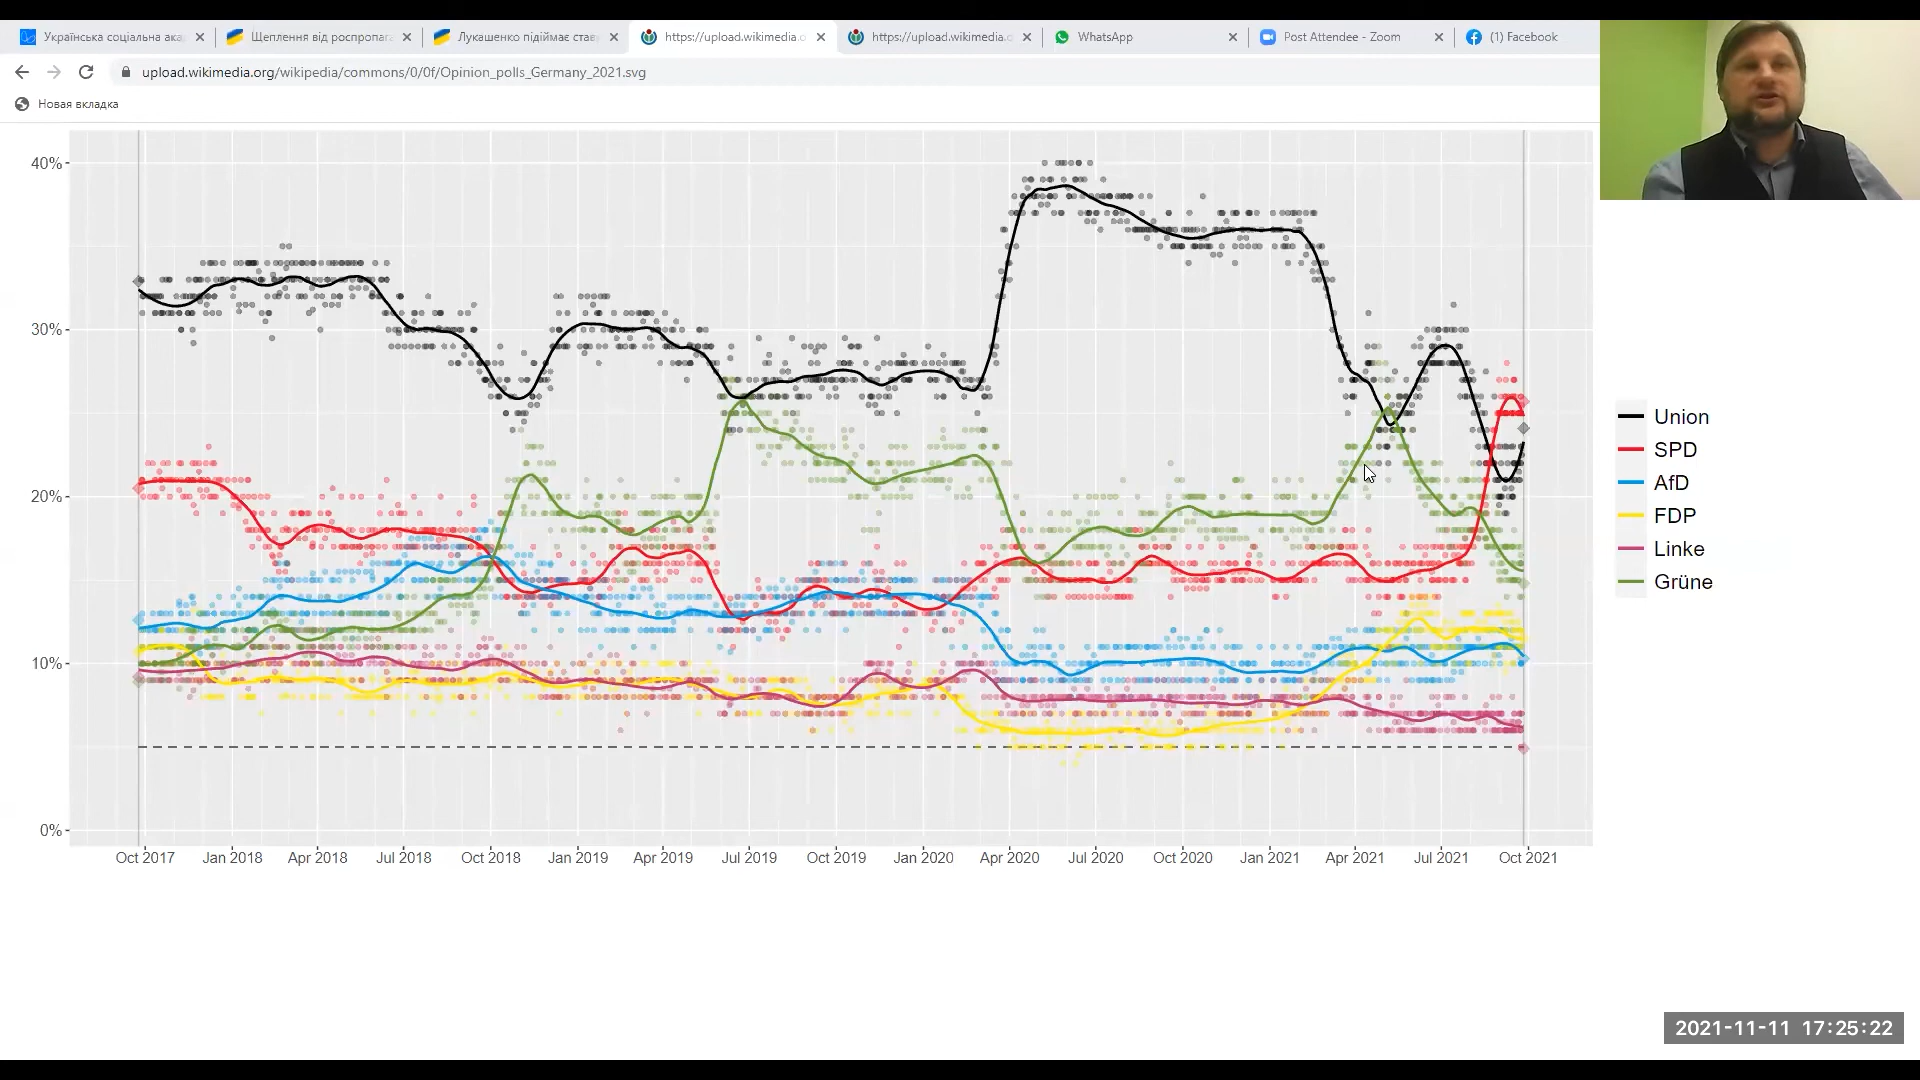 Українська соціальна ака
Щеплення від роспропага
Лукашенко підіймає став
https://upload.wikimedia.o
https://upload.wikimedia.o
WhatsApp
Post Attendee - Zoom
(1) Facebook
upload.wikimedia.org/wikipedia/commons/0/0f/Opinion_polls_Germany_2021.svg
Новая вкладка
40%
30%
20%
10%
0%
Oct 2017 Jan 2018 Apr 2018 Jul 2018 Oct 2018 Jan 2019 Apr 2019 Jul 2019 Oct 2019 Jan 2020 Apr 2020 Jul 2020 Oct 2020 Jan 2021 Apr 2021 Jul 2021 Oct 2021
Union
SPD
AfD
FDP
Linke
Grüne
2021-11-11 17:25:22